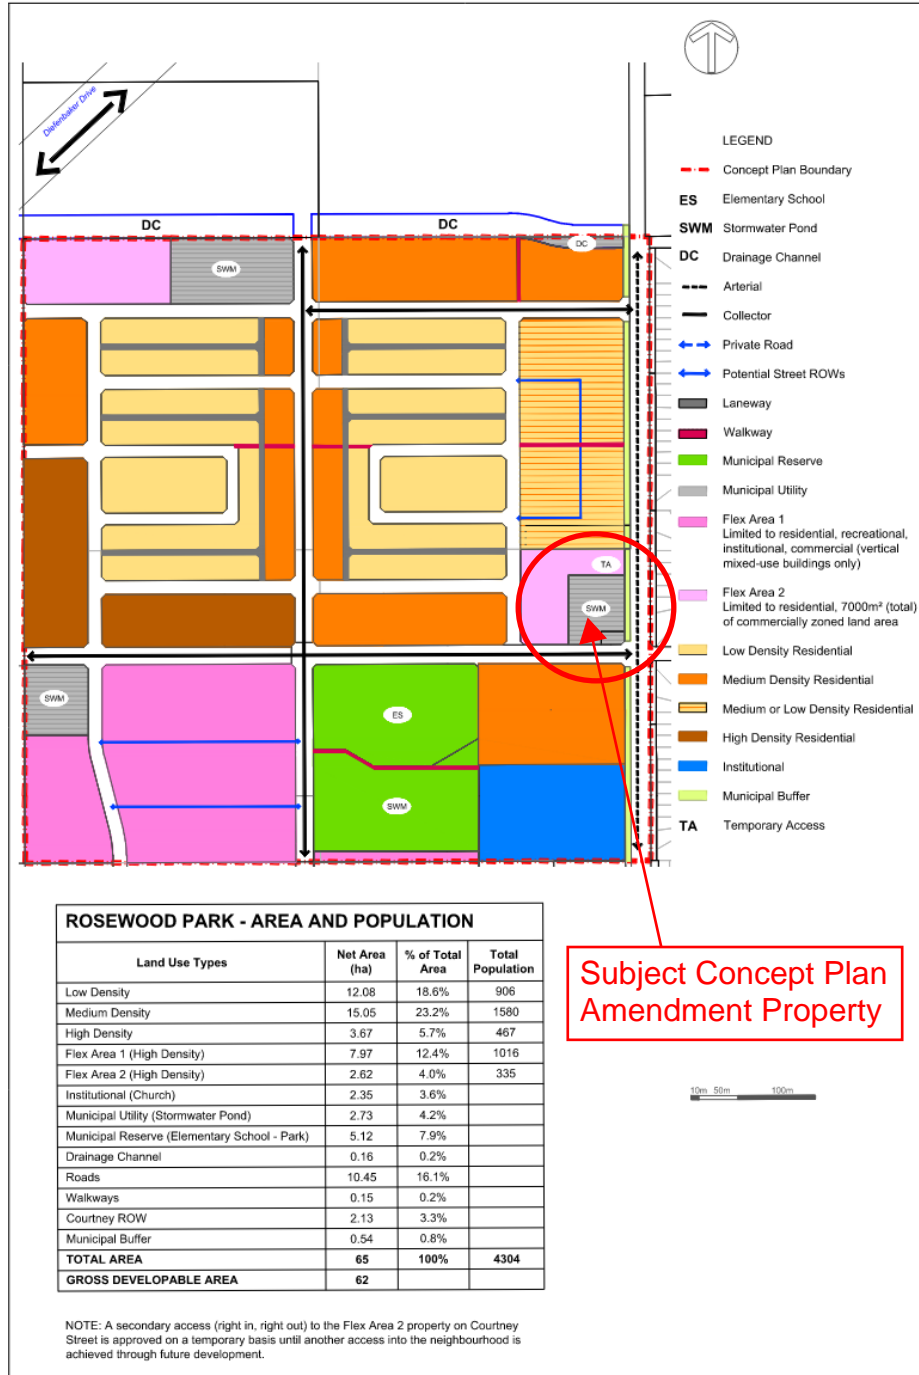 Diefenbaker Drive
DC
DC
SWM
DC
TA
SWM
SWM
ES
SWM
LEGEND
Concept Plan Boundary
ES Elementary School
SWM Stormwater Pond
DC Drainage Channel
Arterial
Collector
Private Road
Potential Street ROWs
Laneway
Walkway
Municipal Reserve
Municipal Utility
Flex Area 1
Limited to residential, recreational,
institutional, commercial (vertical
mixed-use buildings only)
Flex Area 2
Limited to residential, 7000m² (total)
of commercially zoned land area
Low Density Residential
Medium Density Residential
Medium or Low Density Residential
High Density Residential
Institutional
Municipal Buffer
TA Temporary Access
Subject Concept Plan
Amendment Property
10m 50m 100m
ROSEWOOD PARK - AREA AND POPULATION
Land Use Types Net Area (ha) % of Total Area Total Population
Low Density 12.08 18.6% 906
Medium Density 15.05 23.2% 1580
High Density 3.67 5.7% 467
Flex Area 1 (High Density) 7.97 12.4% 1016
Flex Area 2 (High Density) 2.62 4.0% 335
Institutional (Church) 2.35 3.6%
Municipal Utility (Stormwater Pond) 2.73 4.2%
Municipal Reserve (Elementary School - Park) 5.12 7.9%
Drainage Channel 0.16 0.2%
Roads 10.45 16.1%
Walkways 0.15 0.2%
Courtney ROW 2.13 3.3%
Municipal Buffer 0.54 0.8%
TOTAL AREA 65 100% 4304
GROSS DEVELOPABLE AREA 62
NOTE: A secondary access (right in, right out) to the Flex Area 2 property on Courtney
Street is approved on a temporary basis until another access into the neighbourhood is
achieved through future development.